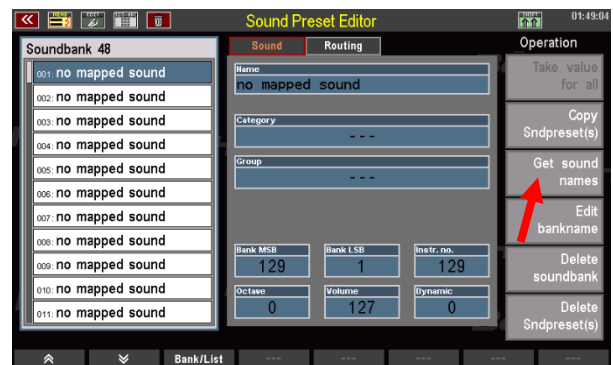 Sound Preset Editor
01:49:04
Soundbank 48
001: no mapped sound
002: no mapped sound
003: no mapped sound
004: no mapped sound
005: no mapped sound
006: no mapped sound
007: no mapped sound
008: no mapped sound
009: no mapped sound
010: no mapped sound
011: no mapped sound
Sound
Routing
Name
no mapped sound
Category
---
Group
---
Bank MSB
129
Bank LSB
1
Instr. no.
129
Octave
0
Volume
127
Dynamic
0
Operation
Take value
for all
Copy
Sndpreset(s)
Get sound
names
Edit
bankname
Delete
soundbank
Delete
Sndpreset(s)
Bank/List
---
---
---
---
---